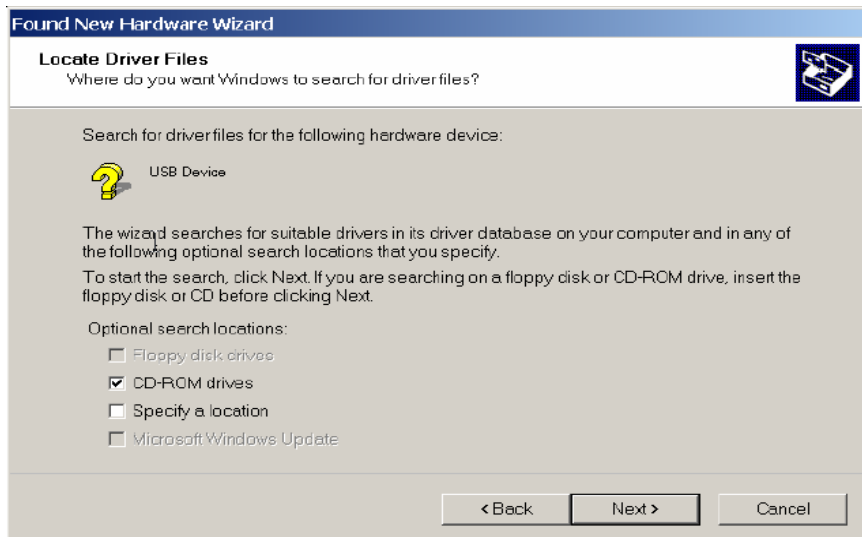 Found New Hardware Wizard
Locate Driver Files
Where do you want Windows to search for driver files?
Search for driver files for the following hardware device:
USB Device
The wizard searches for suitable drivers in its driver database on your computer and in any of
the following optional search locations that you specify.
To start the search, click Next. If you are searching on a floppy disk or CD-ROM drive, insert the
floppy disk or CD before clicking Next.
Optional search locations:
Floppy disk drives
CD-ROM drives
Specify a location
Microsoft Windows Update
< Back Next > Cancel